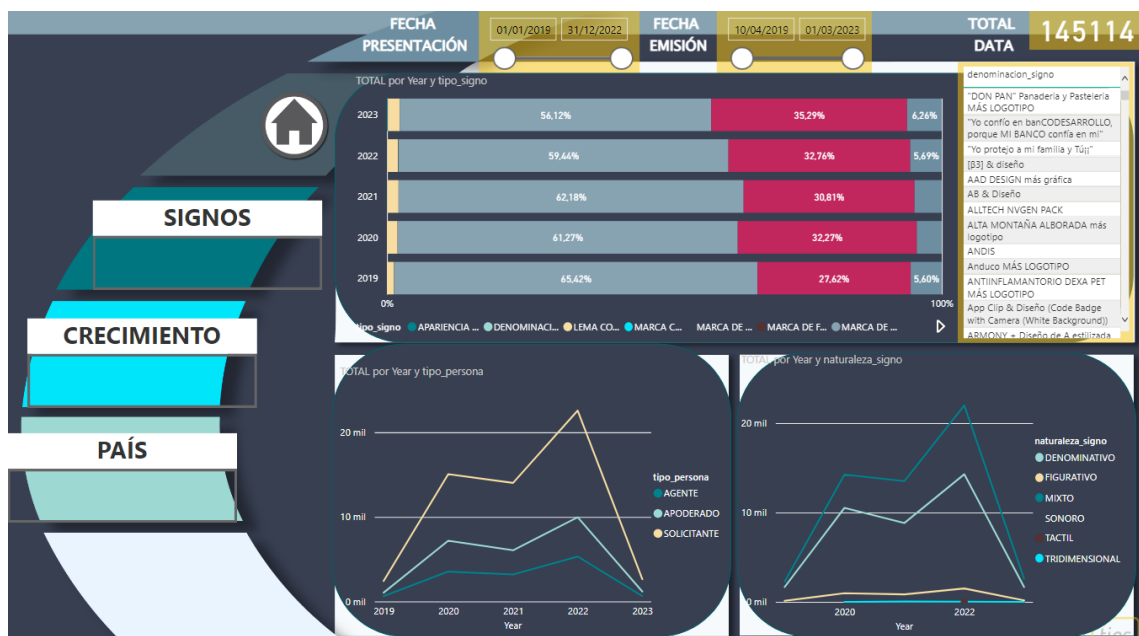 FECHA
PRESENTACIÓN
01/01/2019 31/12/2022
FECHA
EMISIÓN
10/04/2019 01/03/2023
TOTAL
DATA
145114
SIGNOS
CRECIMIENTO
PAÍS
TOTAL por Year y tipo_signo
2023 56,12% 35,29% 6,26%
2022 59,44% 32,76% 5,69%
2021 62,18% 30,81%
2020 61,27% 32,27%
2019 65,42% 27,62% 5,60%
0% 100%
tipo_signo APARIENCIA ... DENOMINACI... LEMA CO... MARCA C... MARCA DE ... MARCA DE F... MARCA DE ...
denominacion_signo
"DON PAN" Panadería y Pastelería
MÁS LOGOTIPO
"Yo confío en banCODESARROLLO,
porque MI BANCO confía en mi"
"Yo protejo a mi familia y Tú¡¡"
[β3] & diseño
AAD DESIGN más gráfica
AB & Diseño
ALLTECH NVGEN PACK
ALTA MONTAÑA ALBORADA más
logotipo
ANDIS
Anduco MÁS LOGOTIPO
ANTIINFLAMANTORIO DEXA PET
MÁS LOGOTIPO
App Clip & Diseño (Code Badge
with Camera (White Background))
ARMONY + Diseño de A estilizada
TOTAL por Year y tipo_persona
20 mil
10 mil
0 mil
2019 2020 2021 2022 2023
Year
tipo_persona
AGENTE
APODERADO
SOLICITANTE
TOTAL por Year y naturaleza_signo
20 mil
10 mil
0 mil
2020 2022
Year
naturaleza_signo
DENOMINATIVO
FIGURATIVO
MIXTO
SONORO
TACTIL
TRIDIMENSIONAL